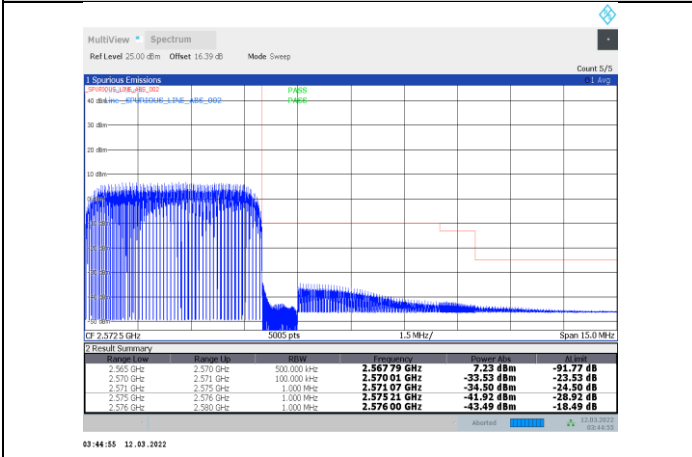 MultiView Spectrum
Ref Level 25.00 dBm Offset 16.39 dB Mode Sweep
Count 5/5
1 Spurious Emissions
1 Avg
_SPURIOUS_LINE_ABS_002 PASS
40 dBm Line _SPURIOUS_LINE_ABS_002 PASS
30 dBm
20 dBm
10 dBm
CF 2.5725 GHz 5005 pts 1.5 MHz/ Span 15.0 MHz
2 Result Summary
Range Low Range Up RBW Frequency Power Abs ΔLimit
2.565 GHz 2.570 GHz 500.000 kHz 2.567 79 GHz 7.23 dBm -91.77 dB
2.570 GHz 2.571 GHz 100.000 kHz 2.570 01 GHz -33.53 dBm -23.53 dB
2.571 GHz 2.575 GHz 1.000 MHz 2.571 07 GHz -34.50 dBm -24.50 dB
2.575 GHz 2.576 GHz 1.000 MHz 2.575 21 GHz -41.92 dBm -28.92 dB
2.576 GHz 2.580 GHz 1.000 MHz 2.576 00 GHz -43.49 dBm -18.49 dB
Aborted 12.03.2022
03:44:55
03:44:55 12.03.2022